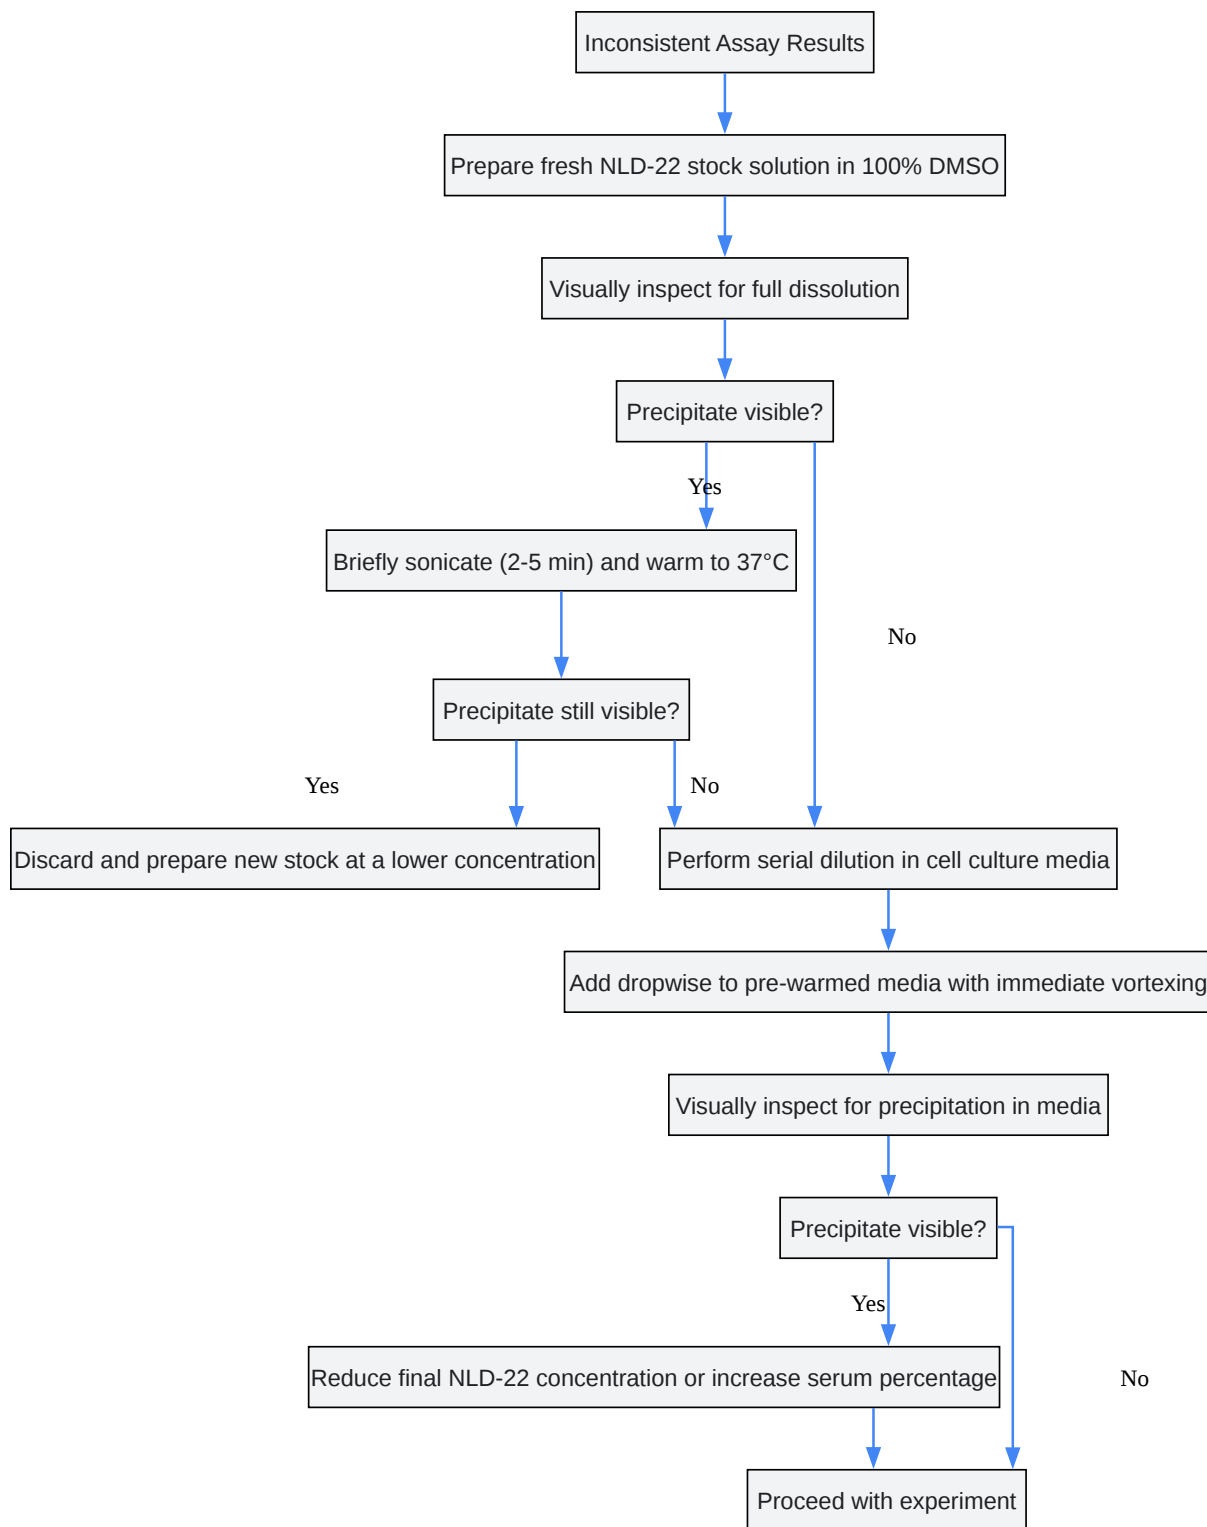 Inconsistent Assay Results
Prepare fresh NLD-22 stock solution in 100% DMSO
Visually inspect for full dissolution
Precipitate visible?
Yes
Briefly sonicate (2-5 min) and warm to 37°C
No
Precipitate still visible?
Yes
No
Discard and prepare new stock at a lower concentration
Perform serial dilution in cell culture media
Add dropwise to pre-warmed media with immediate vortexing
Visually inspect for precipitation in media
Precipitate visible?
Yes
Reduce final NLD-22 concentration or increase serum percentage
No
Proceed with experiment